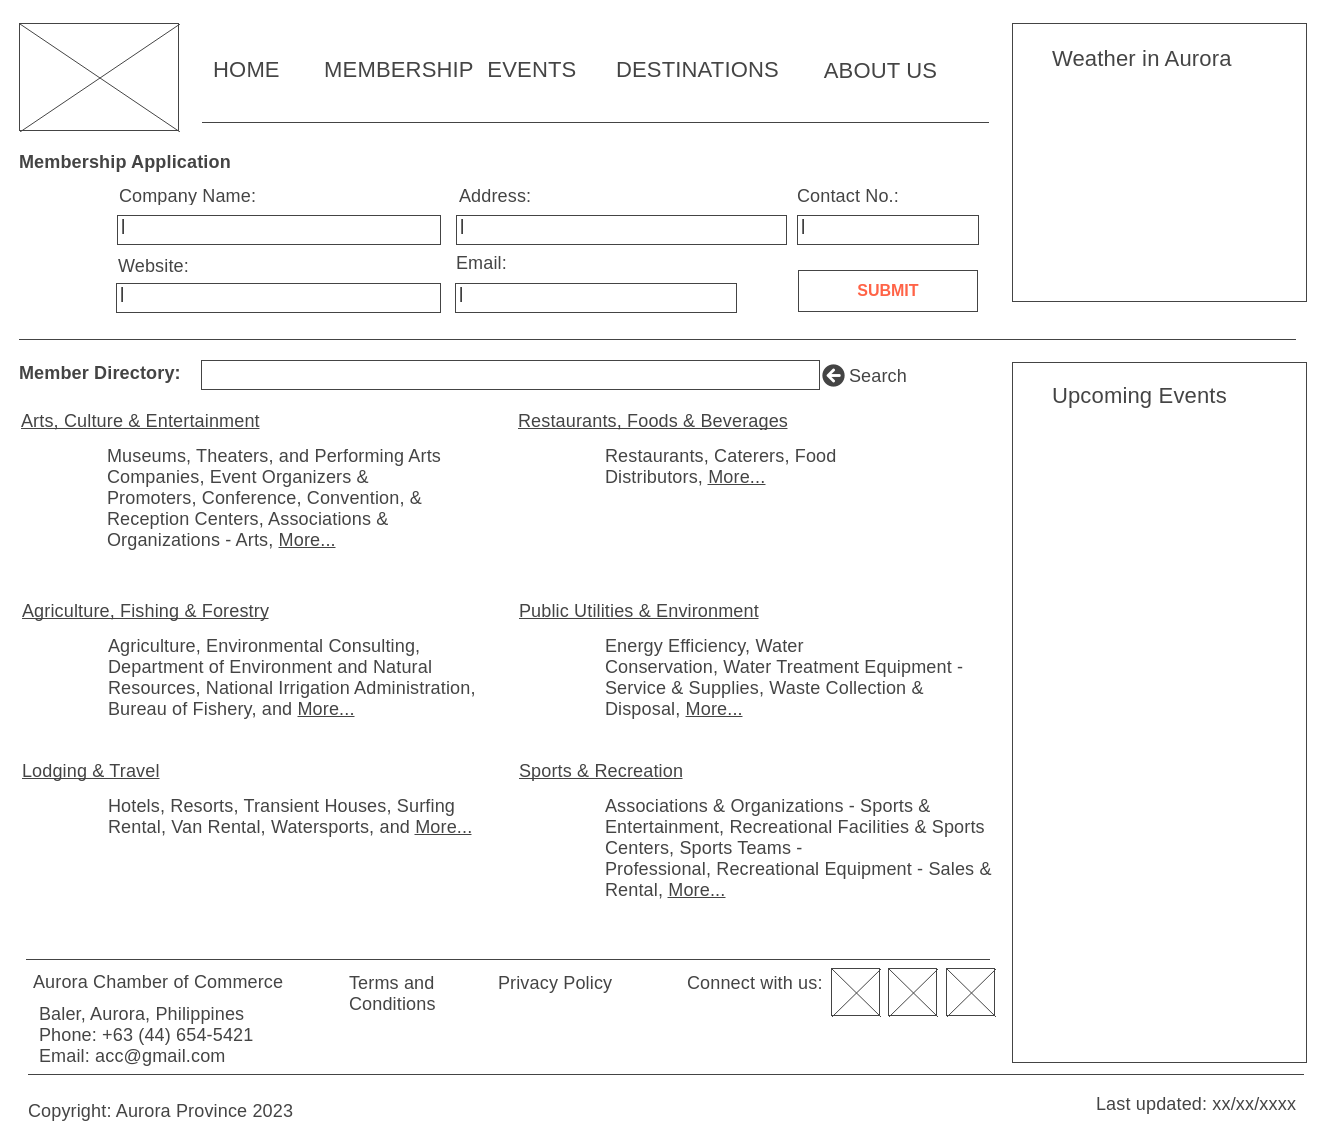 HOME MEMBERSHIP EVENTS DESTINATIONS ABOUT US
Weather in Aurora
Membership Application
Company Name: Address: Contact No.:
Website: Email:
SUBMIT
Member Directory: Search
Upcoming Events
Arts, Culture & Entertainment
Museums, Theaters, and Performing Arts
Companies, Event Organizers &
Promoters, Conference, Convention, &
Reception Centers, Associations &
Organizations - Arts, More...
Restaurants, Foods & Beverages
Restaurants, Caterers, Food
Distributors, More...
Agriculture, Fishing & Forestry
Agriculture, Environmental Consulting,
Department of Environment and Natural
Resources, National Irrigation Administration,
Bureau of Fishery, and More...
Public Utilities & Environment
Energy Efficiency, Water
Conservation, Water Treatment Equipment -
Service & Supplies, Waste Collection &
Disposal, More...
Lodging & Travel
Hotels, Resorts, Transient Houses, Surfing
Rental, Van Rental, Watersports, and More...
Sports & Recreation
Associations & Organizations - Sports &
Entertainment, Recreational Facilities & Sports
Centers, Sports Teams -
Professional, Recreational Equipment - Sales &
Rental, More...
Aurora Chamber of Commerce
Baler, Aurora, Philippines
Phone: +63 (44) 654-5421
Email: acc@gmail.com
Terms and
Conditions
Privacy Policy
Connect with us:
Copyright: Aurora Province 2023
Last updated: xx/xx/xxxx